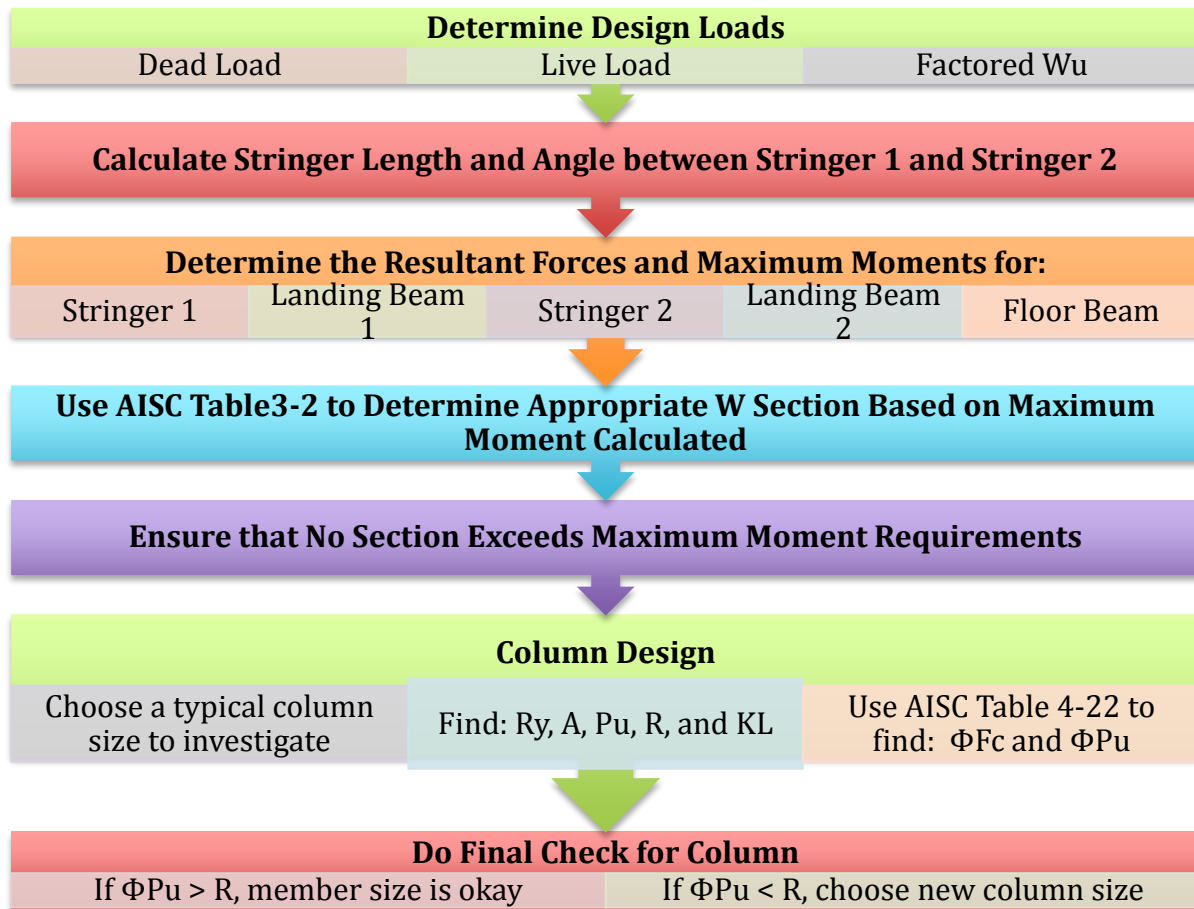 Determine Design Loads
Dead Load
Live Load
Factored Wu
Calculate Stringer Length and Angle between Stringer 1 and Stringer 2
Determine the Resultant Forces and Maximum Moments for:
Stringer 1
Landing Beam
1
Stringer 2
Landing Beam
2
Floor Beam
Use AISC Table3-2 to Determine Appropriate W Section Based on Maximum
Moment Calculated
Ensure that No Section Exceeds Maximum Moment Requirements
Column Design
Choose a typical column
size to investigate
Find: Ry, A, Pu, R, and KL
Use AISC Table 4-22 to
find: ΦFc and ΦPu
Do Final Check for Column
If ΦPu > R, member size is okay
If ΦPu < R, choose new column size